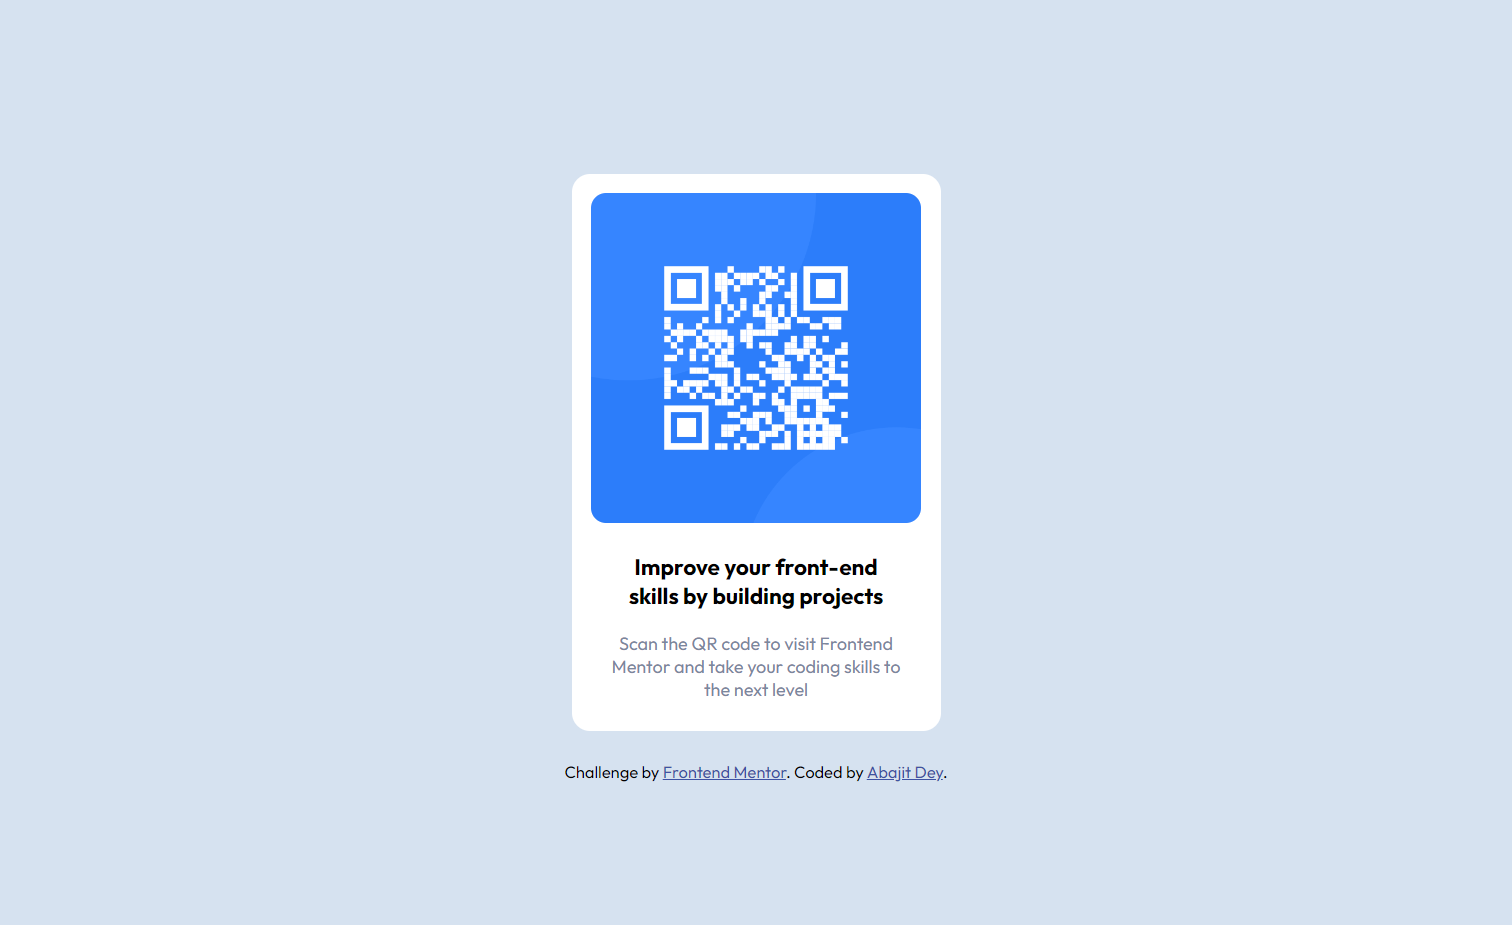 Improve your front-end
skills by building projects
Scan the QR code to visit Frontend
Mentor and take your coding skills to
the next level
Challenge by Frontend Mentor. Coded by Abajit Dey.